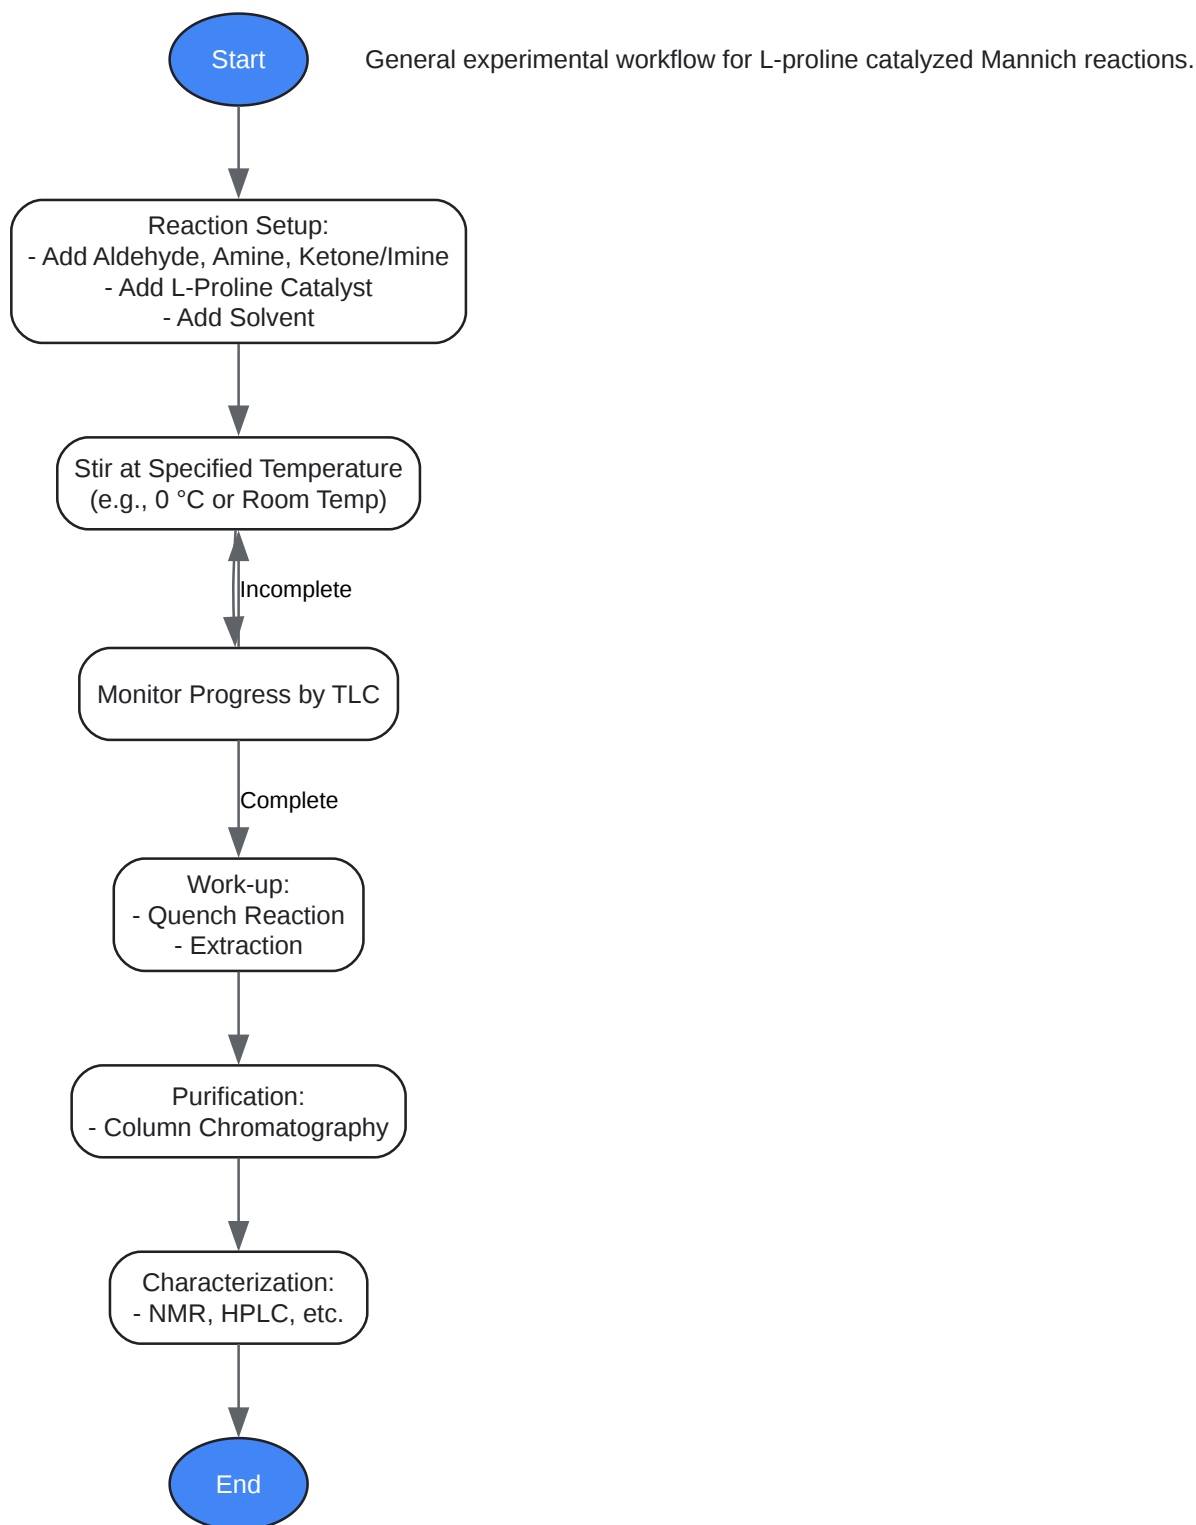 Start
General experimental workflow for L-proline catalyzed Mannich reactions.
Reaction Setup:
- Add Aldehyde, Amine, Ketone/Imine
- Add L-Proline Catalyst
- Add Solvent
Stir at Specified Temperature
(e.g., 0 °C or Room Temp)
Incomplete
Monitor Progress by TLC
Complete
Work-up:
- Quench Reaction
- Extraction
Purification:
- Column Chromatography
Characterization:
- NMR, HPLC, etc.
End